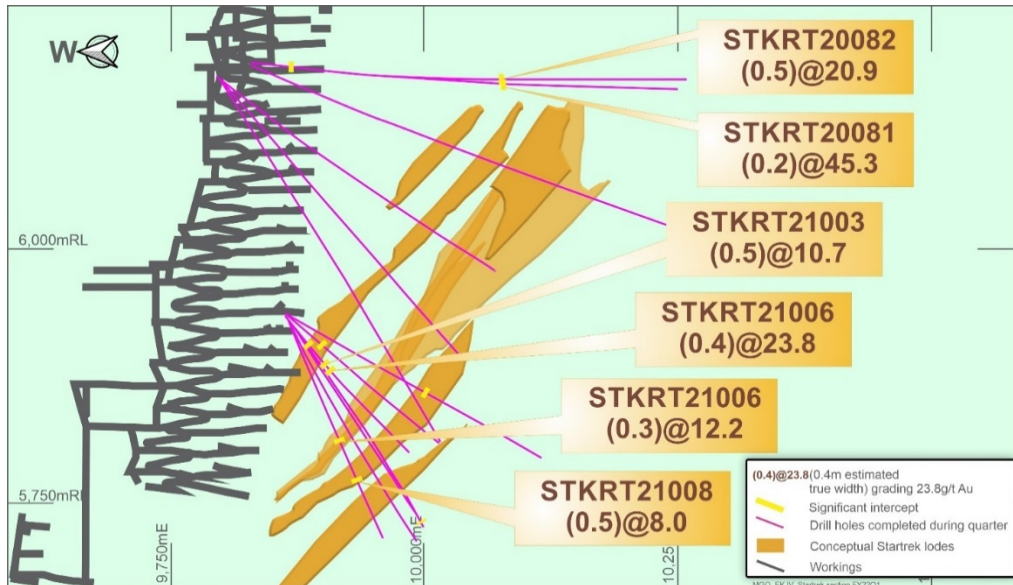 W
STKRT20082
(0.5)@20.9
STKRT20081
(0.2)@45.3
STKRT21003
(0.5)@10.7
6,000mRL
STKRT21006
(0.4)@23.8
STKRT21006
(0.3)@12.2
STKRT21008
(0.5)@8.0
5,750mRL
9,750mE
10,000mE
10,25
(0.4)@23.8 (0.4m estimated
true width) grading 23.8g/t Au
Significant intercept
Drill holes completed during quarter
Conceptual Startrek lodes
Workings